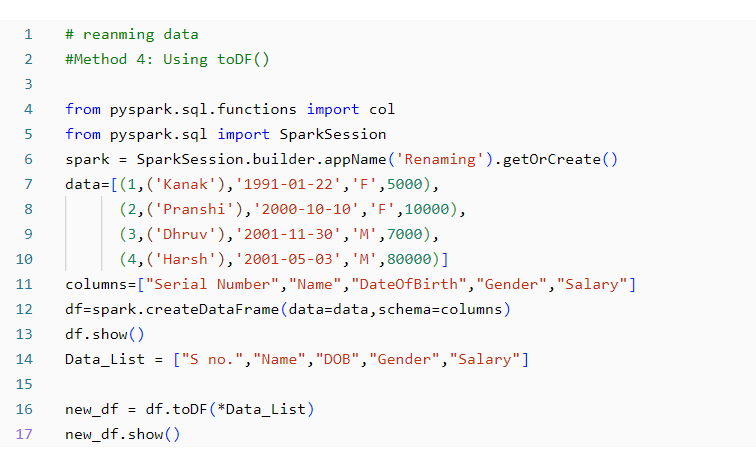 1 # reanming data
2 #Method 4: Using toDF()
3
4 from pyspark.sql.functions import col
5 from pyspark.sql import SparkSession
6 spark = SparkSession.builder.appName('Renaming').getOrCreate()
7 data=[(1,('Kanak'),'1991-01-22','F',5000),
8 (2,('Pranshi'),'2000-10-10','F',10000),
9 (3,('Dhruv'),'2001-11-30','M',7000),
10 (4,('Harsh'),'2001-05-03','M',80000)]
11 columns=["Serial Number","Name","DateOfBirth","Gender","Salary"]
12 df=spark.createDataFrame(data=data,schema=columns)
13 df.show()
14 Data_List = ["S no.","Name","DOB","Gender","Salary"]
15
16 new_df = df.toDF(*Data_List)
17 new_df.show()